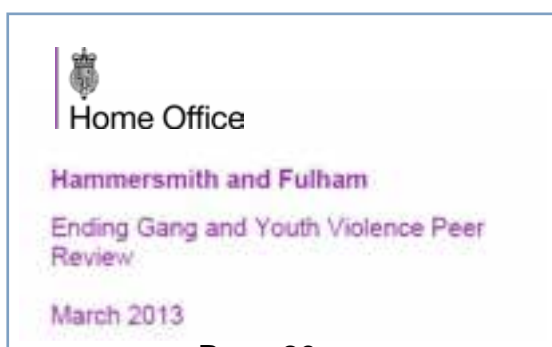 Home Office
Hammersmith and Fulham
Ending Gang and Youth Violence Peer
Review
March 2013